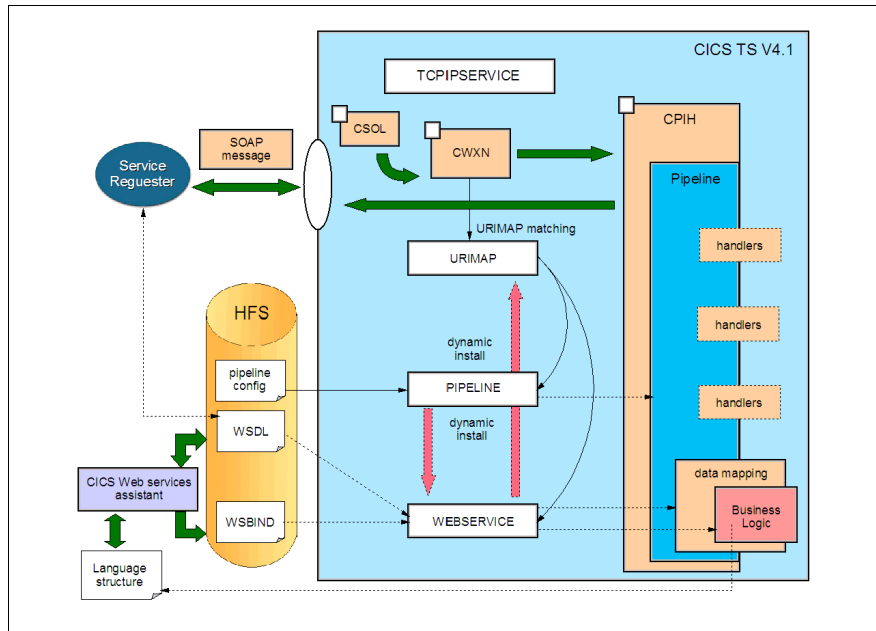 CICS TS V4.1
TCPIPSERVICE
CSOL
CWXN
CPIH
SOAP
message
Service
Reguester
Pipeline
URIMAP matching
URIMAP
handlers
HFS
handlers
dynamic
install
pipeline
config
PIPELINE
handlers
WSDL
dynamic
install
CICS Web services
assistant
data mapping
WSBIND
WEBSERVICE
Business
Logic
Language
structure